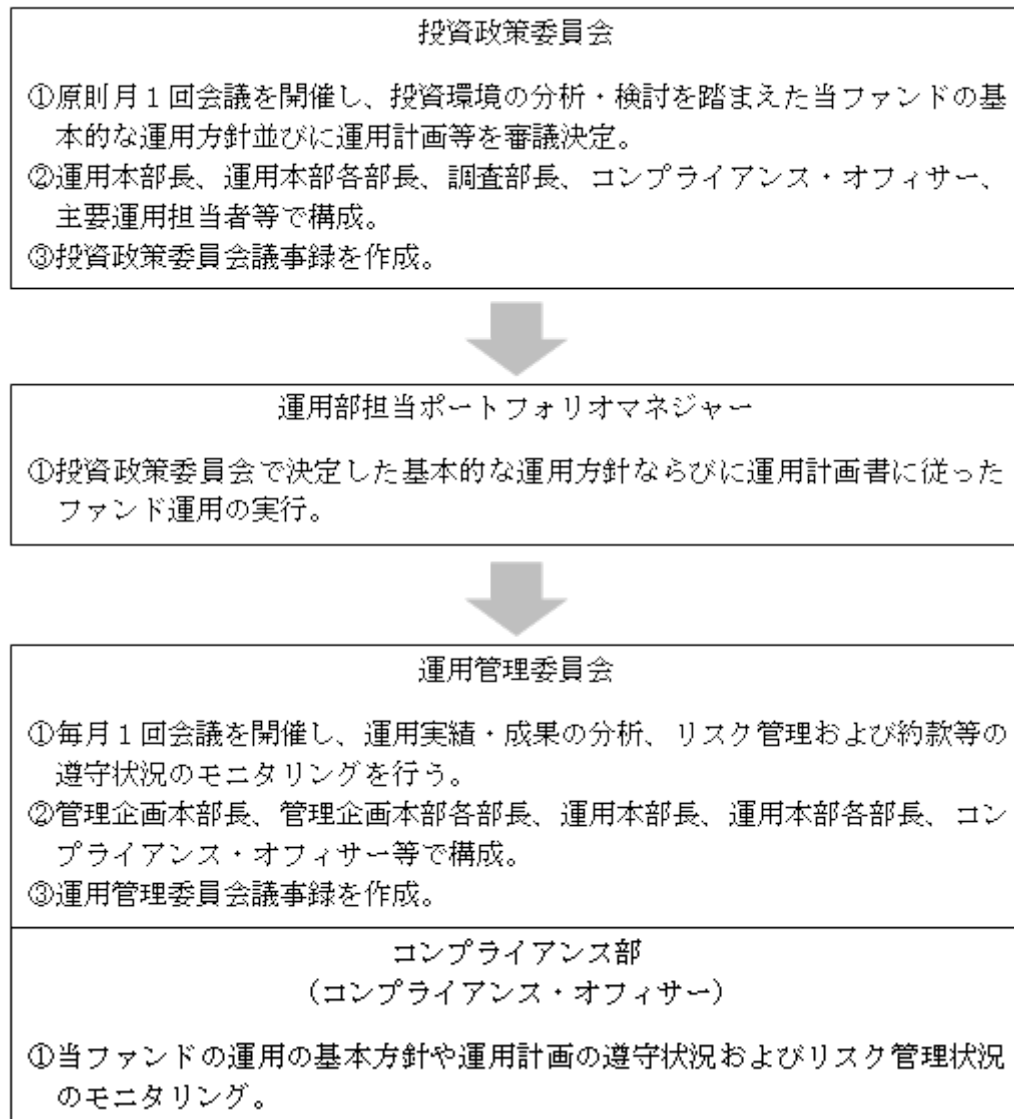 投資政策委員会
①原則月１回会議を開催し、投資環境の分析・検討を踏まえた当ファンドの基
本的な運用方針並びに運用計画等を審議決定。
②運用本部長、運用本部各部長、調査部長、コンプライアンス・オフィサー、
主要運用担当者等で構成。
③投資政策委員会議事録を作成。
運用部担当ポートフォリオマネジャー
①投資政策委員会で決定した基本的な運用方針ならびに運用計画書に従った
ファンド運用の実行。
運用管理委員会
①毎月１回会議を開催し、運用実績・成果の分析、リスク管理および約款等の
遵守状況のモニタリングを行う。
②管理企画本部長、管理企画本部各部長、運用本部長、運用本部各部長、コン
プライアンス・オフィサー等で構成。
③運用管理委員会議事録を作成。
コンプライアンス部
（コンプライアンス・オフィサー）
①当ファンドの運用の基本方針や運用計画の遵守状況およびリスク管理状況
のモニタリング。